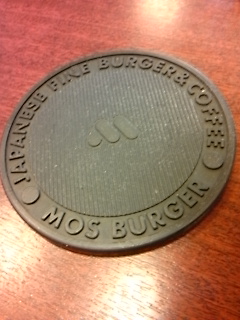 JAPANESE FINE BURGER & COFFEE
MOS BURGER